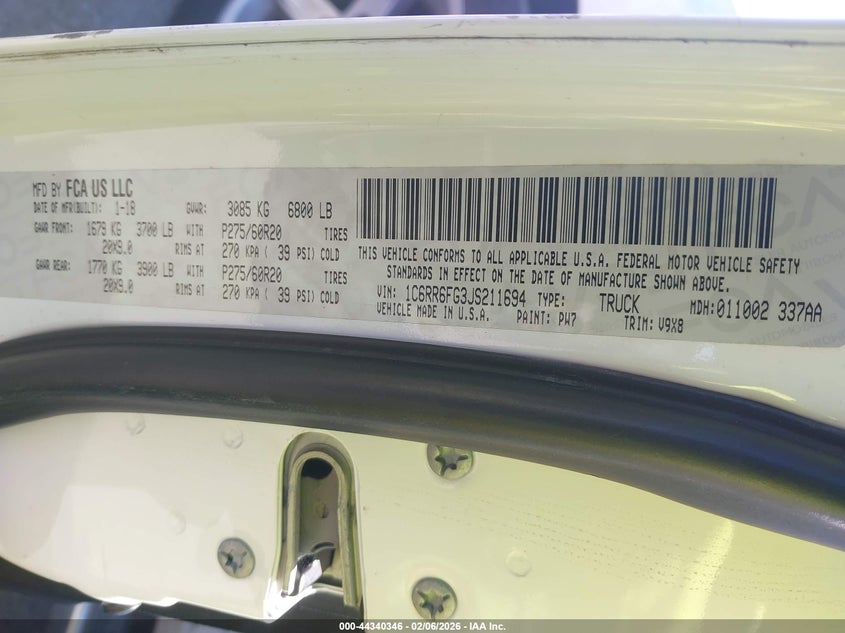 MFD BY FCA US LLC
DATE OF MFR(BUILT): 1-18 GVWR: 3085 KG 6800 LB
GAWR FRONT: 1679 KG 3700 LB WITH P275/60R20 TIRES
20X9.0 RIMS AT 270 KPA ( 39 PSI) COLD
GAWR REAR: 1770 KG 3900 LB WITH P275/60R20 TIRES
20X9.0 RIMS AT 270 KPA ( 39 PSI) COLD
THIS VEHICLE CONFORMS TO ALL APPLICABLE U.S.A. FEDERAL MOTOR VEHICLE SAFETY
STANDARDS IN EFFECT ON THE DATE OF MANUFACTURE SHOWN ABOVE.
VIN: 1C6RR6FG3JS211694 TYPE: TRUCK MDH:011002 337AA
VEHICLE MADE IN U.S.A. PAINT: PW7 TRIM: V9X8
000-44340346 - 02/06/2026 - IAA Inc.